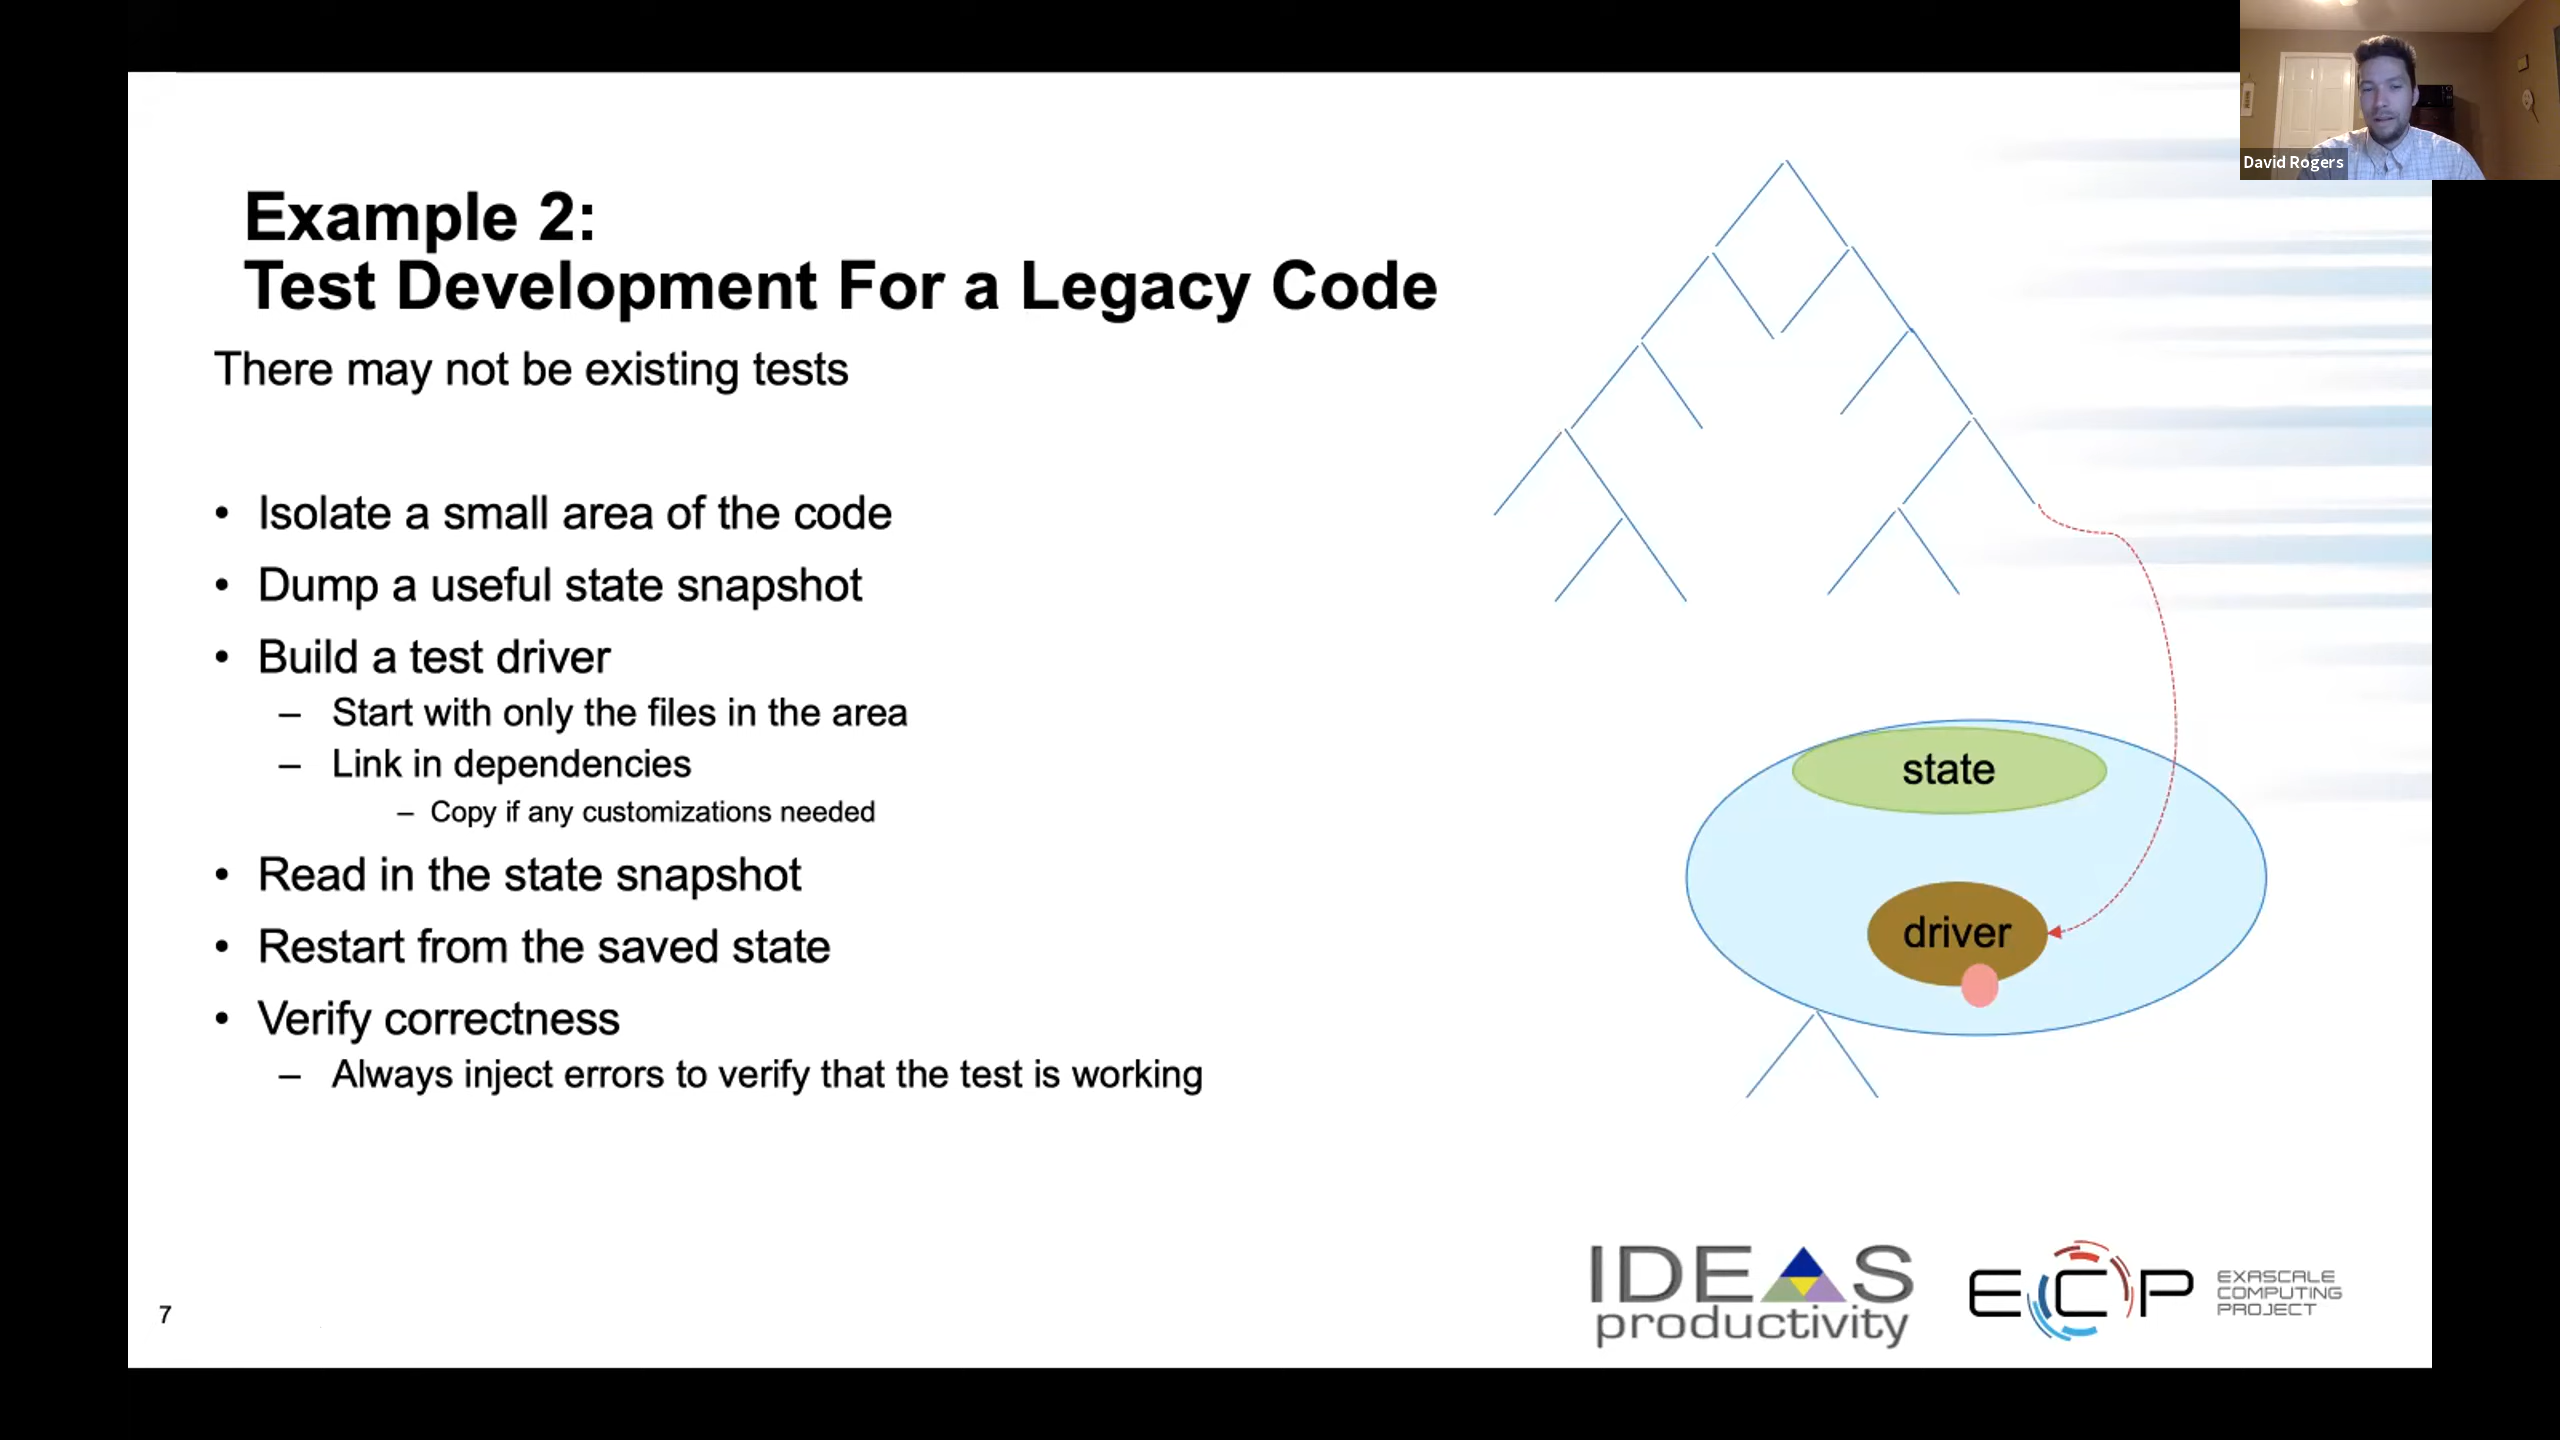 David Rogers
Example 2:
Test Development For a Legacy Code
There may not be existing tests
• Isolate a small area of the code
• Dump a useful state snapshot
• Build a test driver
– Start with only the files in the area
– Link in dependencies
– Copy if any customizations needed
• Read in the state snapshot
• Restart from the saved state
• Verify correctness
– Always inject errors to verify that the test is working
state
driver
7
IDEAS
productivity
ECP
EXASCALE
COMPUTING
PROJECT